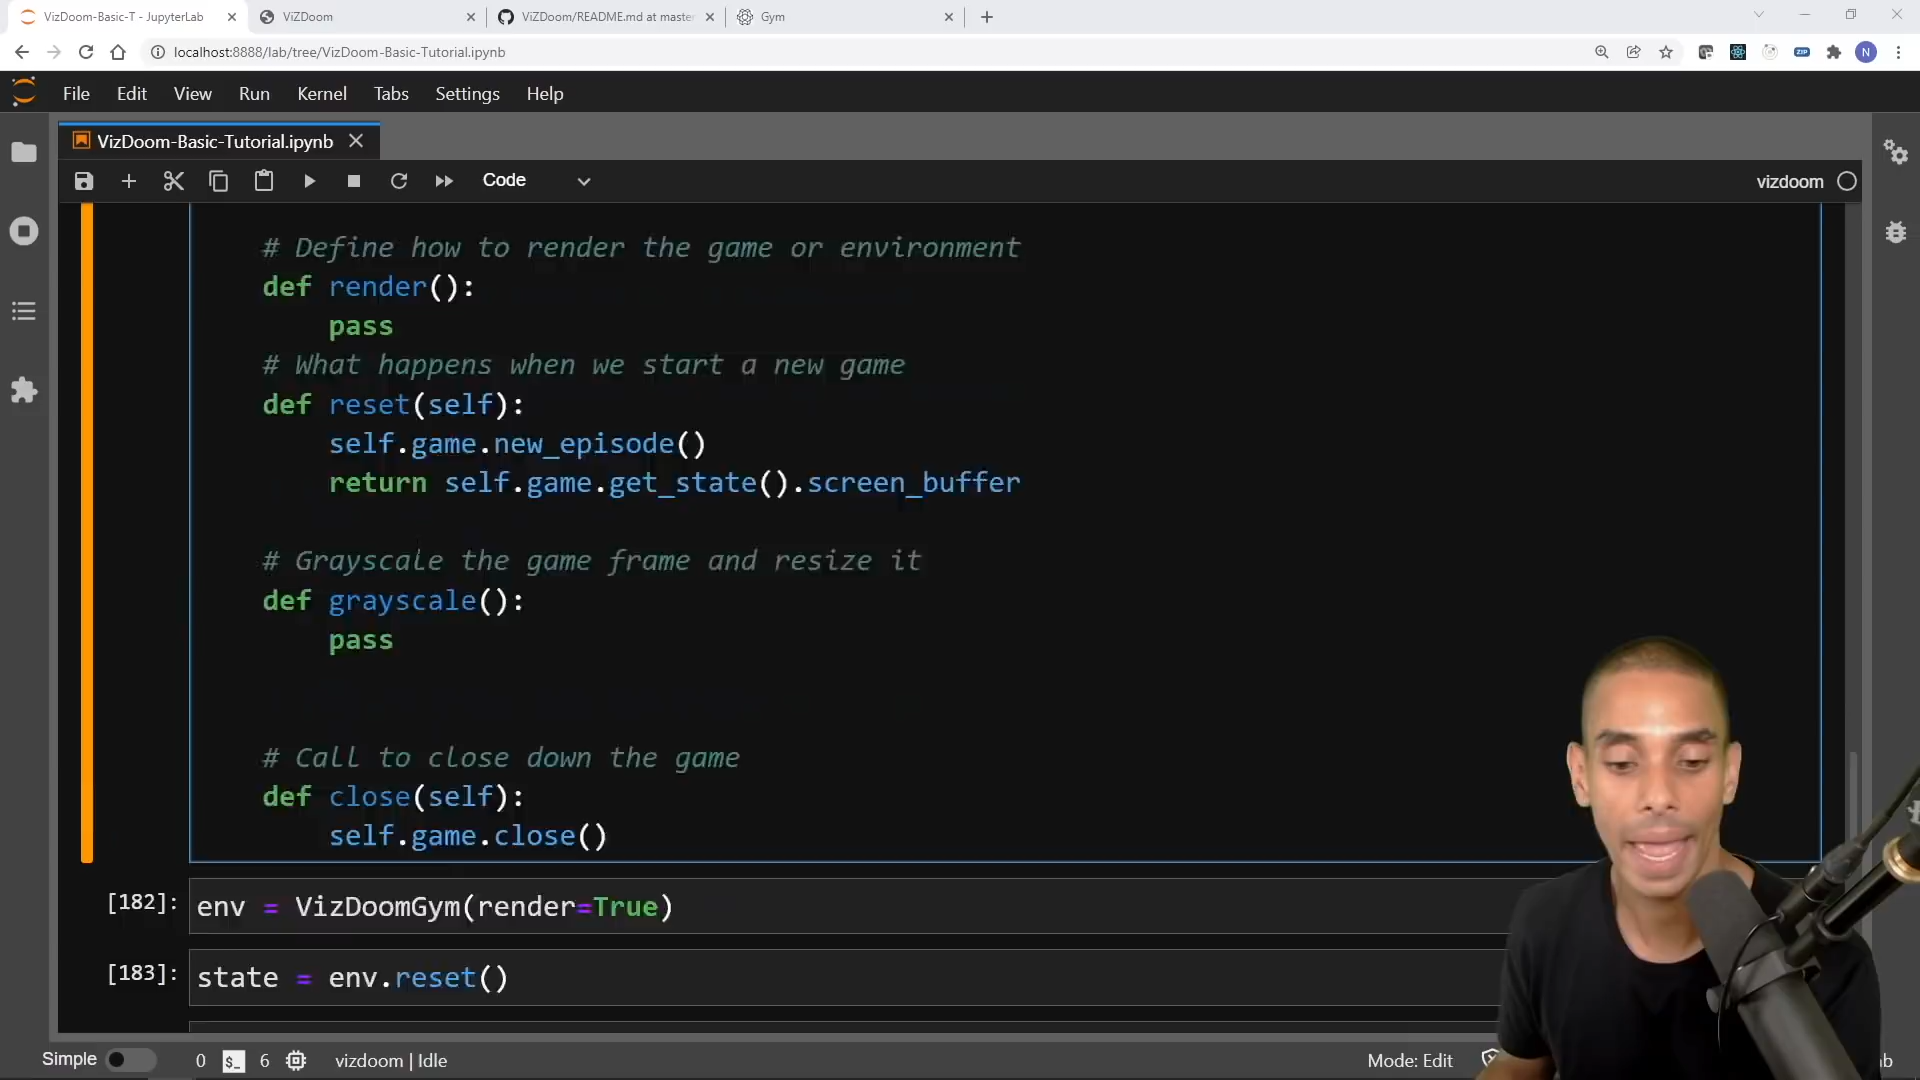 VizDoom-Basic-T - JupyterLab
ViZDoom
ViZDoom/README.md at master
Gym
localhost:8888/lab/tree/VizDoom-Basic-Tutorial.ipynb
ZIP
N
File Edit View Run Kernel Tabs Settings Help
VizDoom-Basic-Tutorial.ipynb
Code
vizdoom
# Define how to render the game or environment
def render():
pass
# What happens when we start a new game
def reset(self):
self.game.new_episode()
return self.game.get_state().screen_buffer
# Grayscale the game frame and resize it
def grayscale():
pass
# Call to close down the game
def close(self):
self.game.close()
[182]: env = VizDoomGym(render=True)
[183]: state = env.reset()
Simple 0 $_ 6 vizdoom | Idle Mode: Edit